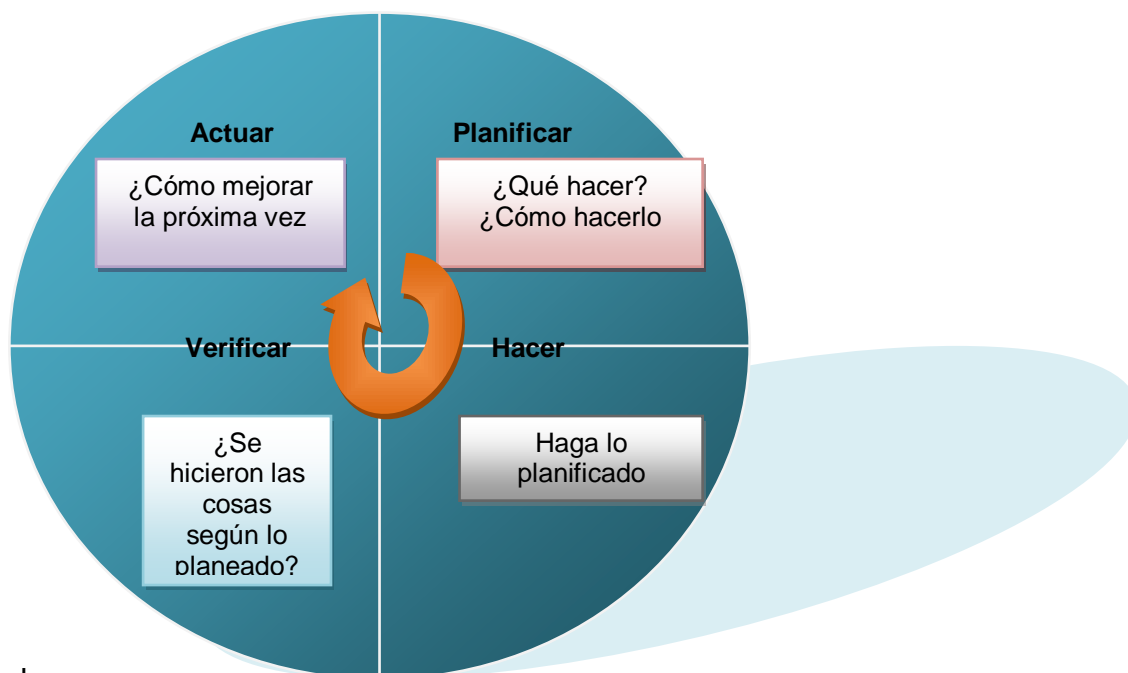 Actuar
¿Cómo mejorar
la próxima vez
Planificar
¿Qué hacer?
¿Cómo hacerlo
Verificar
¿Se
hicieron las
cosas
según lo
planeado?
Hacer
Haga lo
planificado